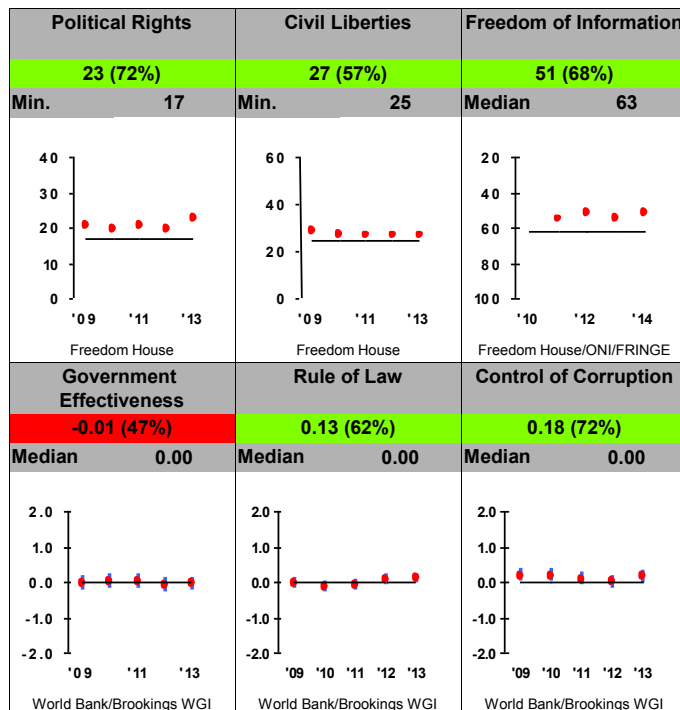 Political Rights
23 (72%)
Min. 17
40
30
20
10
0
'09 '11 '13
Freedom House
Civil Liberties
27 (57%)
Min. 25
60
40
20
0
'09 '11 '13
Freedom House
Freedom of Information
51 (68%)
Median 63
20
40
60
80
100
'10 '12 '14
Freedom House/ONI/FRINGE
Government
Effectiveness
-0.01 (47%)
Median 0.00
2.0
1.0
0.0
-1.0
-2.0
'09 '11 '13
World Bank/Brookings WGI
Rule of Law
0.13 (62%)
Median 0.00
2.0
1.0
0.0
-1.0
-2.0
'09 '10 '11 '12 '13
World Bank/Brookings WGI
Control of Corruption
0.18 (72%)
Median 0.00
2.0
1.0
0.0
-1.0
-2.0
'09 '10 '11 '12 '13
World Bank/Brookings WGI